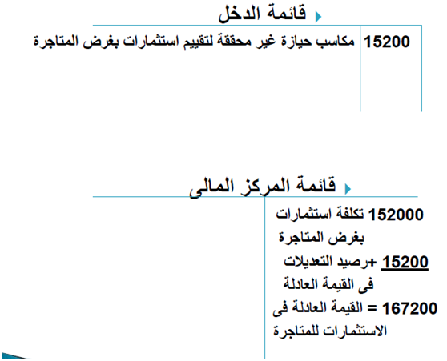 قائمة الدخل
15200 مكاسب حيازة غير محققة لتقييم استثمارات بغرض المتاجرة
قائمة المركز المالى
152000 تكلفة استثمارات
بغرض المتاجرة
15200 +رصيد التعديلات
فى القيمة العادلة
167200 = القيمة العادلة فى
الاستثمارات للمتاجرة